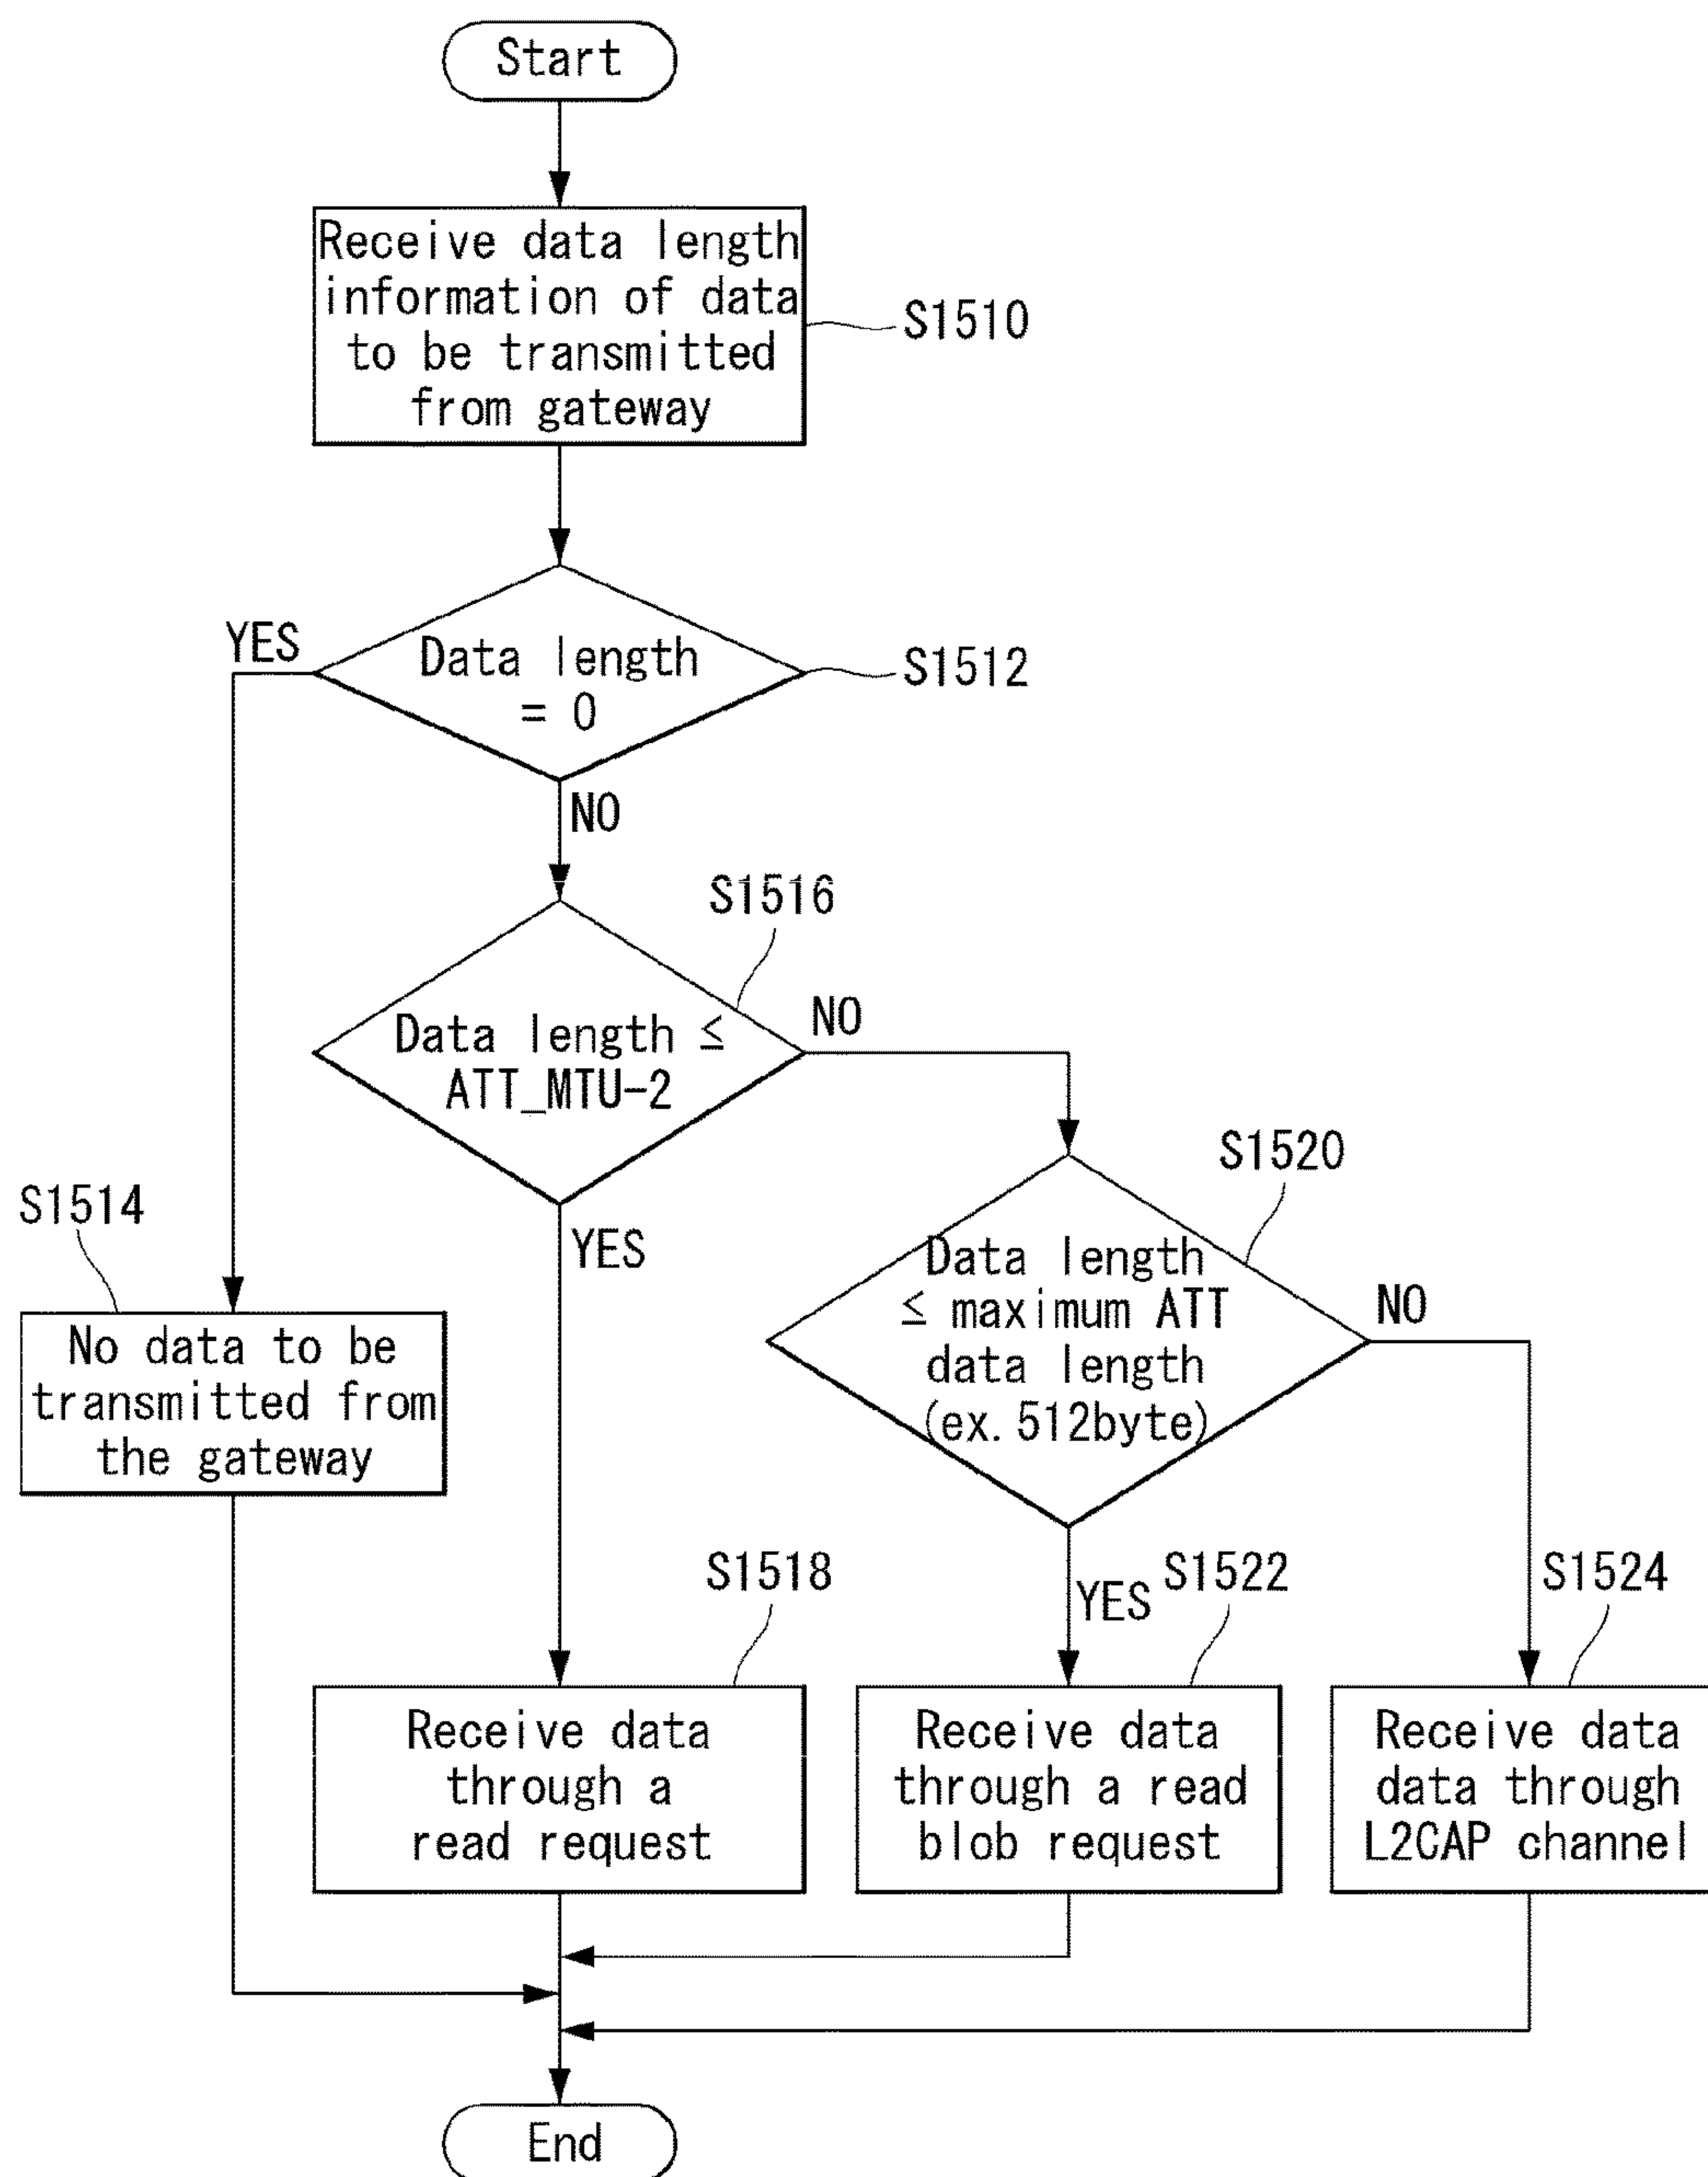 Start
Receive data length
information of data
to be transmitted
from gateway
S1510
YES
Data length
= 0
S1512
NO
S1516
Data length ≤
ATT_MTU-2
NO
S1520
S1514
YES
Data length
≤ maximum ATT
data length
(ex. 512byte)
NO
No data to be
transmitted from
the gateway
S1518
YES
S1522
S1524
Receive data
through a
read request
Receive data
through a read
blob request
Receive data
data through
L2CAP channel
End